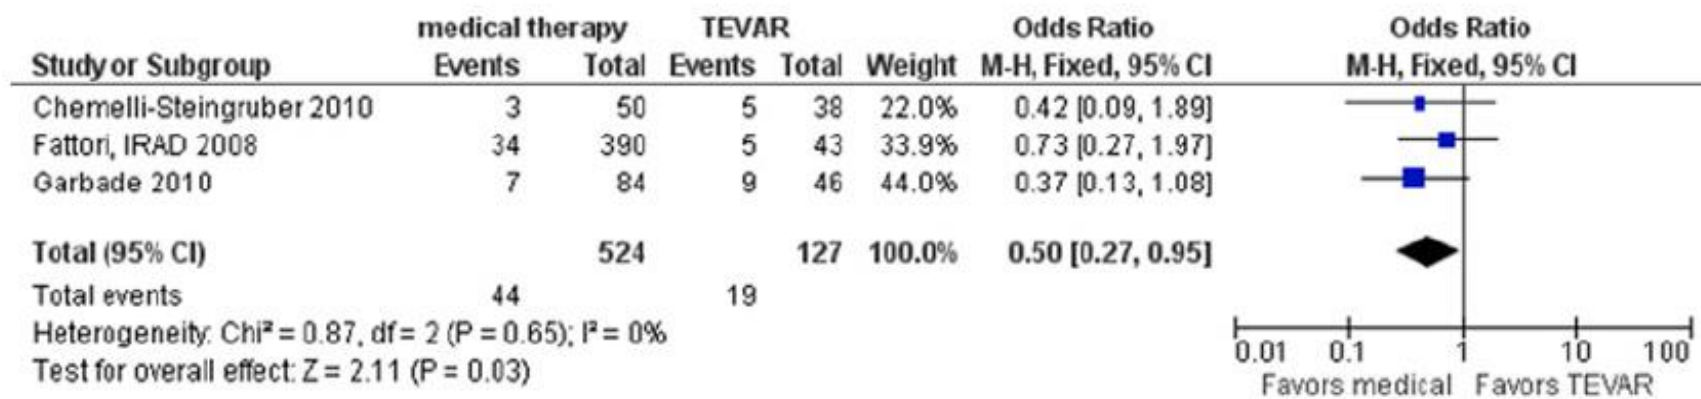 medical therapy TEVAR Odds Ratio Odds Ratio
Study or Subgroup Events Total Events Total Weight M-H, Fixed, 95% CI M-H, Fixed, 95% CI
Chemelli-Steingruber 2010 3 50 5 38 22.0% 0.42 [0.09, 1.89]
Fattori, IRAD 2008 34 390 5 43 33.9% 0.73 [0.27, 1.97]
Garbade 2010 7 84 9 46 44.0% 0.37 [0.13, 1.08]
Total (95% CI) 524 127 100.0% 0.50 [0.27, 0.95]
Total events 44 19
Heterogeneity: Chi² = 0.87, df = 2 (P = 0.65); I² = 0%
Test for overall effect: Z = 2.11 (P = 0.03)
0.01 0.1 1 10 100
Favors medical Favors TEVAR